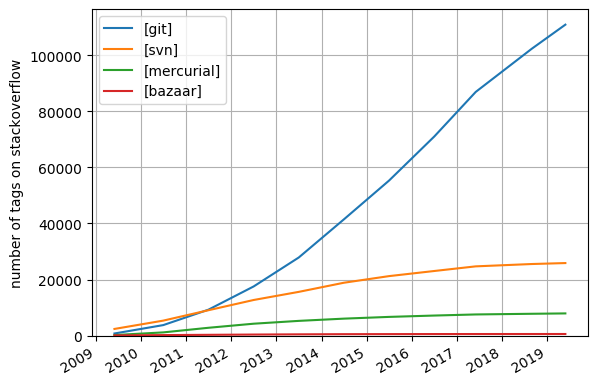 [git]
[svn]
[mercurial]
[bazaar]
number of tags on stackoverflow
100000
80000
60000
40000
20000
0
2009 2010 2011 2012 2013 2014 2015 2016 2017 2018 2019